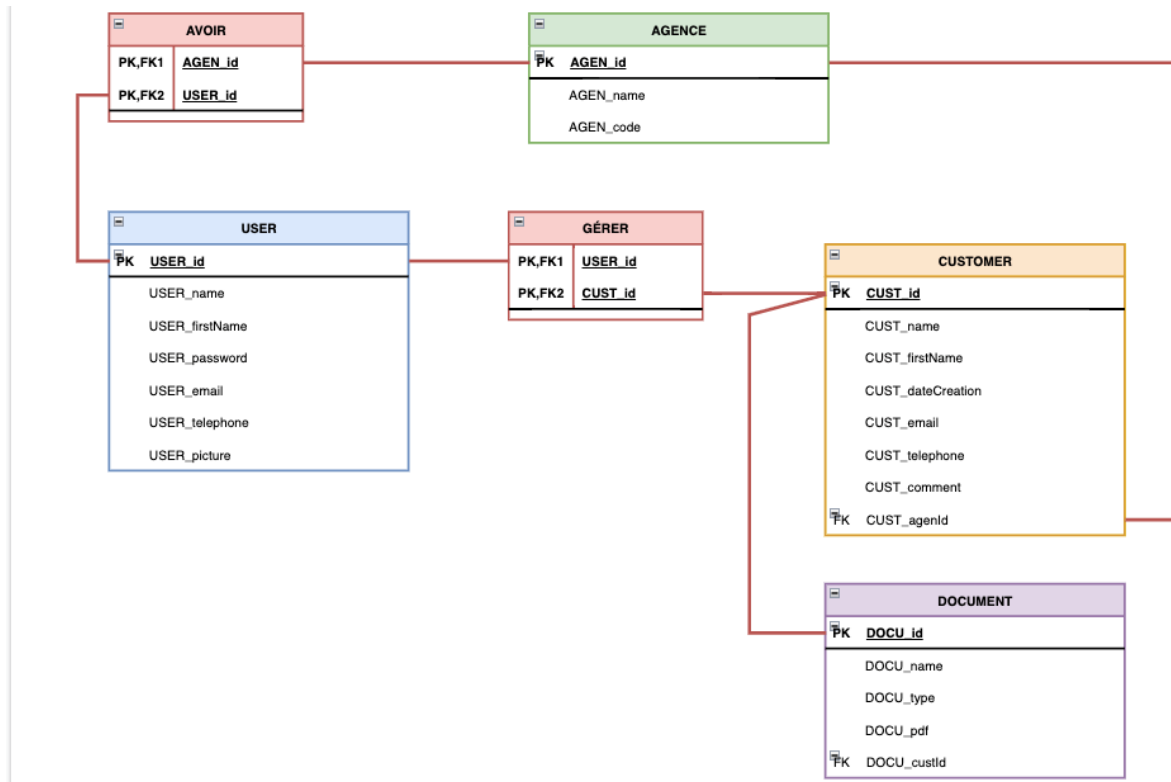 AVOIR
PK,FK1 AGEN_id
PK,FK2 USER_id
AGENCE
PK AGEN_id
AGEN_name
AGEN_code
USER
PK USER_id
USER_name
USER_firstName
USER_password
USER_email
USER_telephone
USER_picture
GÉRER
PK,FK1 USER_id
PK,FK2 CUST_id
CUSTOMER
PK CUST_id
CUST_name
CUST_firstName
CUST_dateCreation
CUST_email
CUST_telephone
CUST_comment
FK CUST_agenId
DOCUMENT
PK DOCU_id
DOCU_name
DOCU_type
DOCU_pdf
FK DOCU_custId